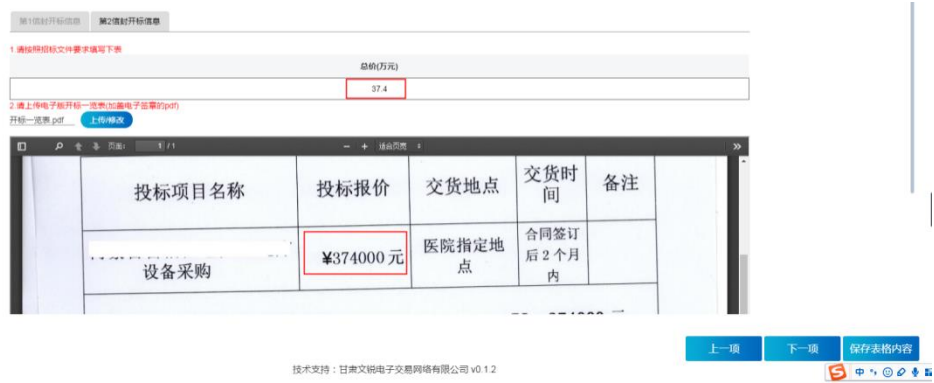 第1信封开标信息 第2信封开标信息
1.请按照招标文件要求填写下表
总价(万元)
37.4
2.请上传电子版开标一览表(加盖电子签章的pdf)
开标一览表.pdf 上传/修改
页面: 1 / 1 适合页宽
投标项目名称 投标报价 交货地点 交货时间 备注
设备采购 ¥374000元 医院指定地点 合同签订后2个月内
上一项 下一项 保存表格内容
技术支持：甘肃文锐电子交易网络有限公司 v0.1.2
中